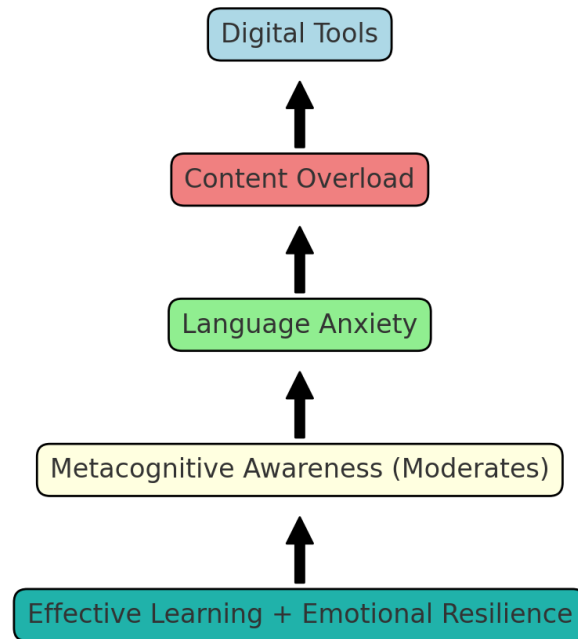 Digital Tools
Content Overload
Language Anxiety
Metacognitive Awareness (Moderates)
Effective Learning + Emotional Resilience